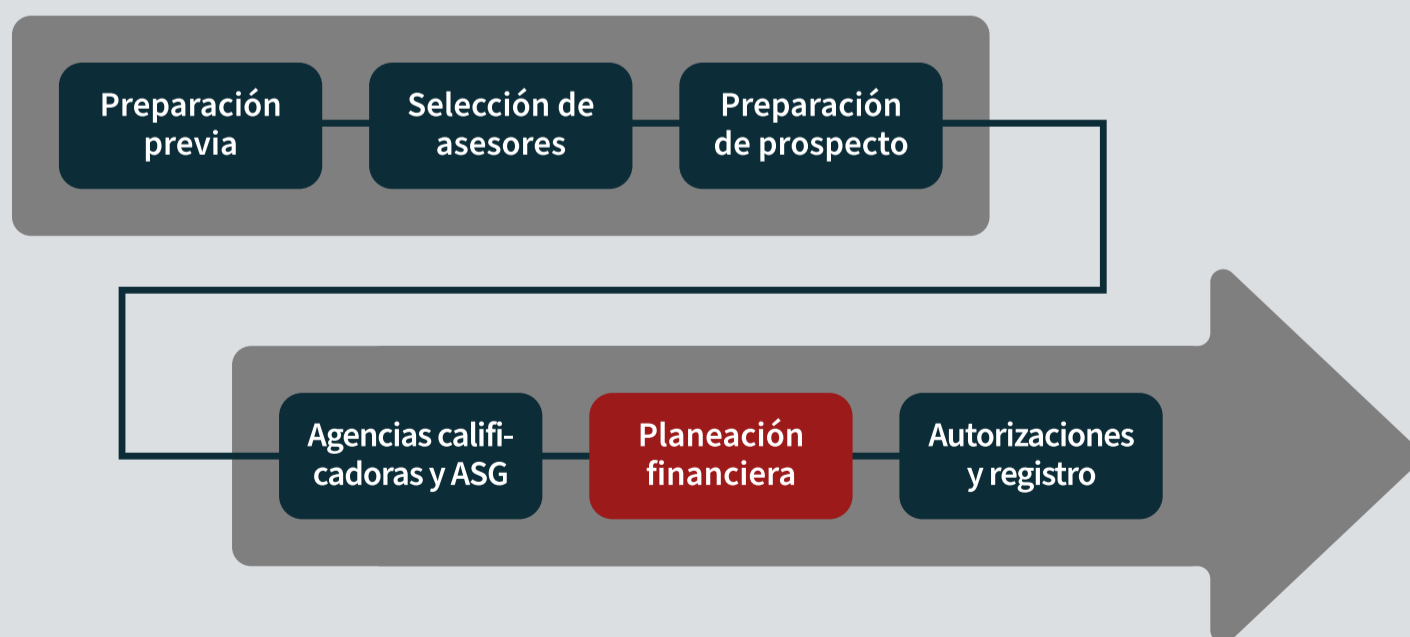 Preparación
previa
Selección de
asesores
Preparación
de prospecto
Agencias califi-
cadoras y ASG
Planeación
financiera
Autorizaciones
y registro